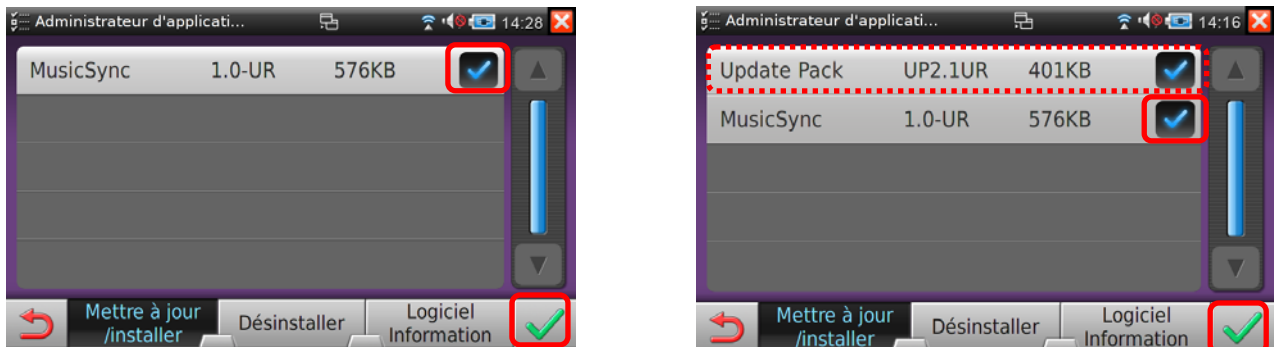 Administrateur d'applicati... 14:28
MusicSync 1.0-UR 576KB
Mettre à jour
/installer
Désinstaller
Logiciel
Information
Administrateur d'applicati... 14:16
Update Pack UP2.1UR 401KB
MusicSync 1.0-UR 576KB
Mettre à jour
/installer
Désinstaller
Logiciel
Information